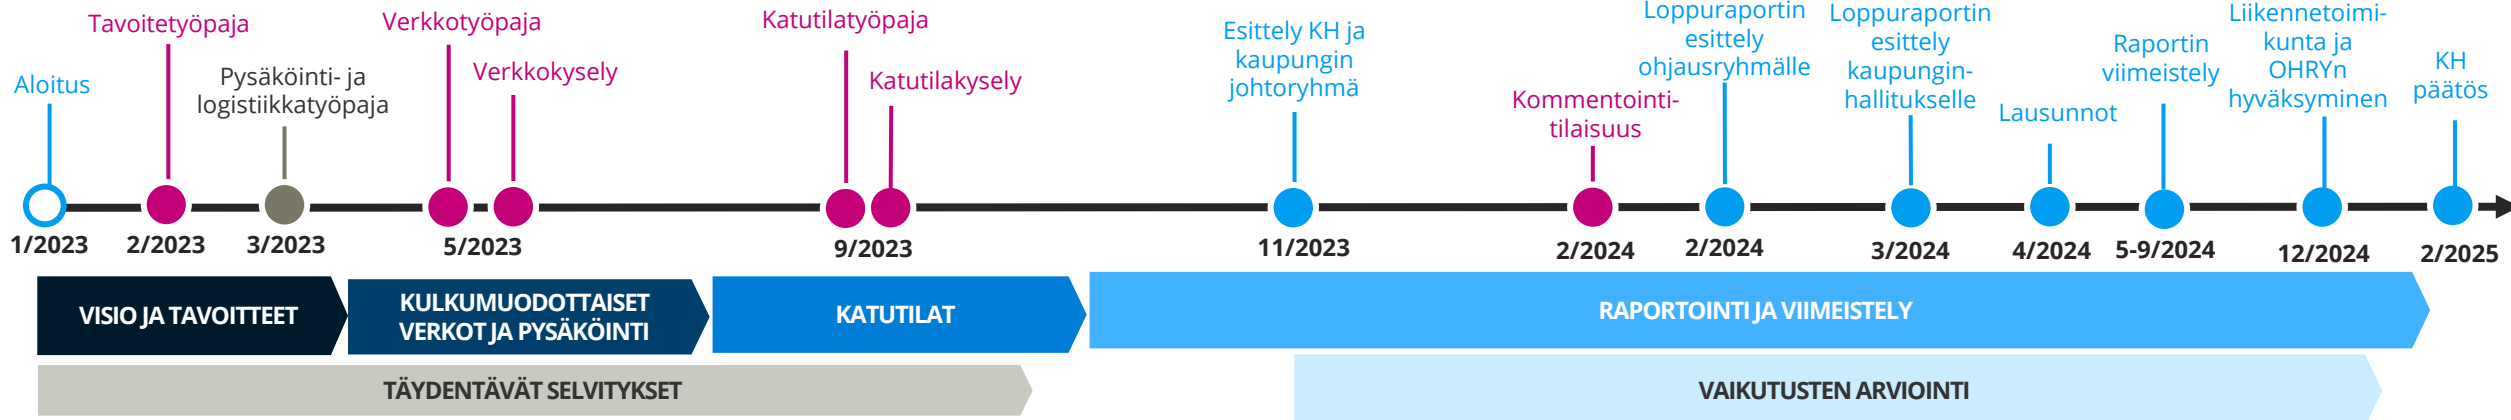 Aloitus
Tavoitetyöpaja
Pysäköinti- ja
logistiikkatyöpaja
Verkkotyöpaja
Verkkokysely
Katutilatyöpaja
Katutilakysely
Esittely KH ja
kaupungin
johtoryhmä
Kommentointi-
tilaisuus
Loppuraportin
esittely
ohjausryhmälle
Loppuraportin
esittely
kaupungin-
hallitukselle
Lausunnot
Raportin
viimeistely
Liikennetoimi-
kunta ja
OHRYn
hyväksyminen
KH
päätös
1/2023
2/2023
3/2023
5/2023
9/2023
11/2023
2/2024
2/2024
3/2024
4/2024
5-9/2024
12/2024
2/2025
VISIO JA TAVOITTEET
KULKUMUODOTTAISET
VERKOT JA PYSÄKÖINTI
KATUTILAT
RAPORTOINTI JA VIIMEISTELY
TÄYDENTÄVÄT SELVITYKSET
VAIKUTUSTEN ARVIOINTI